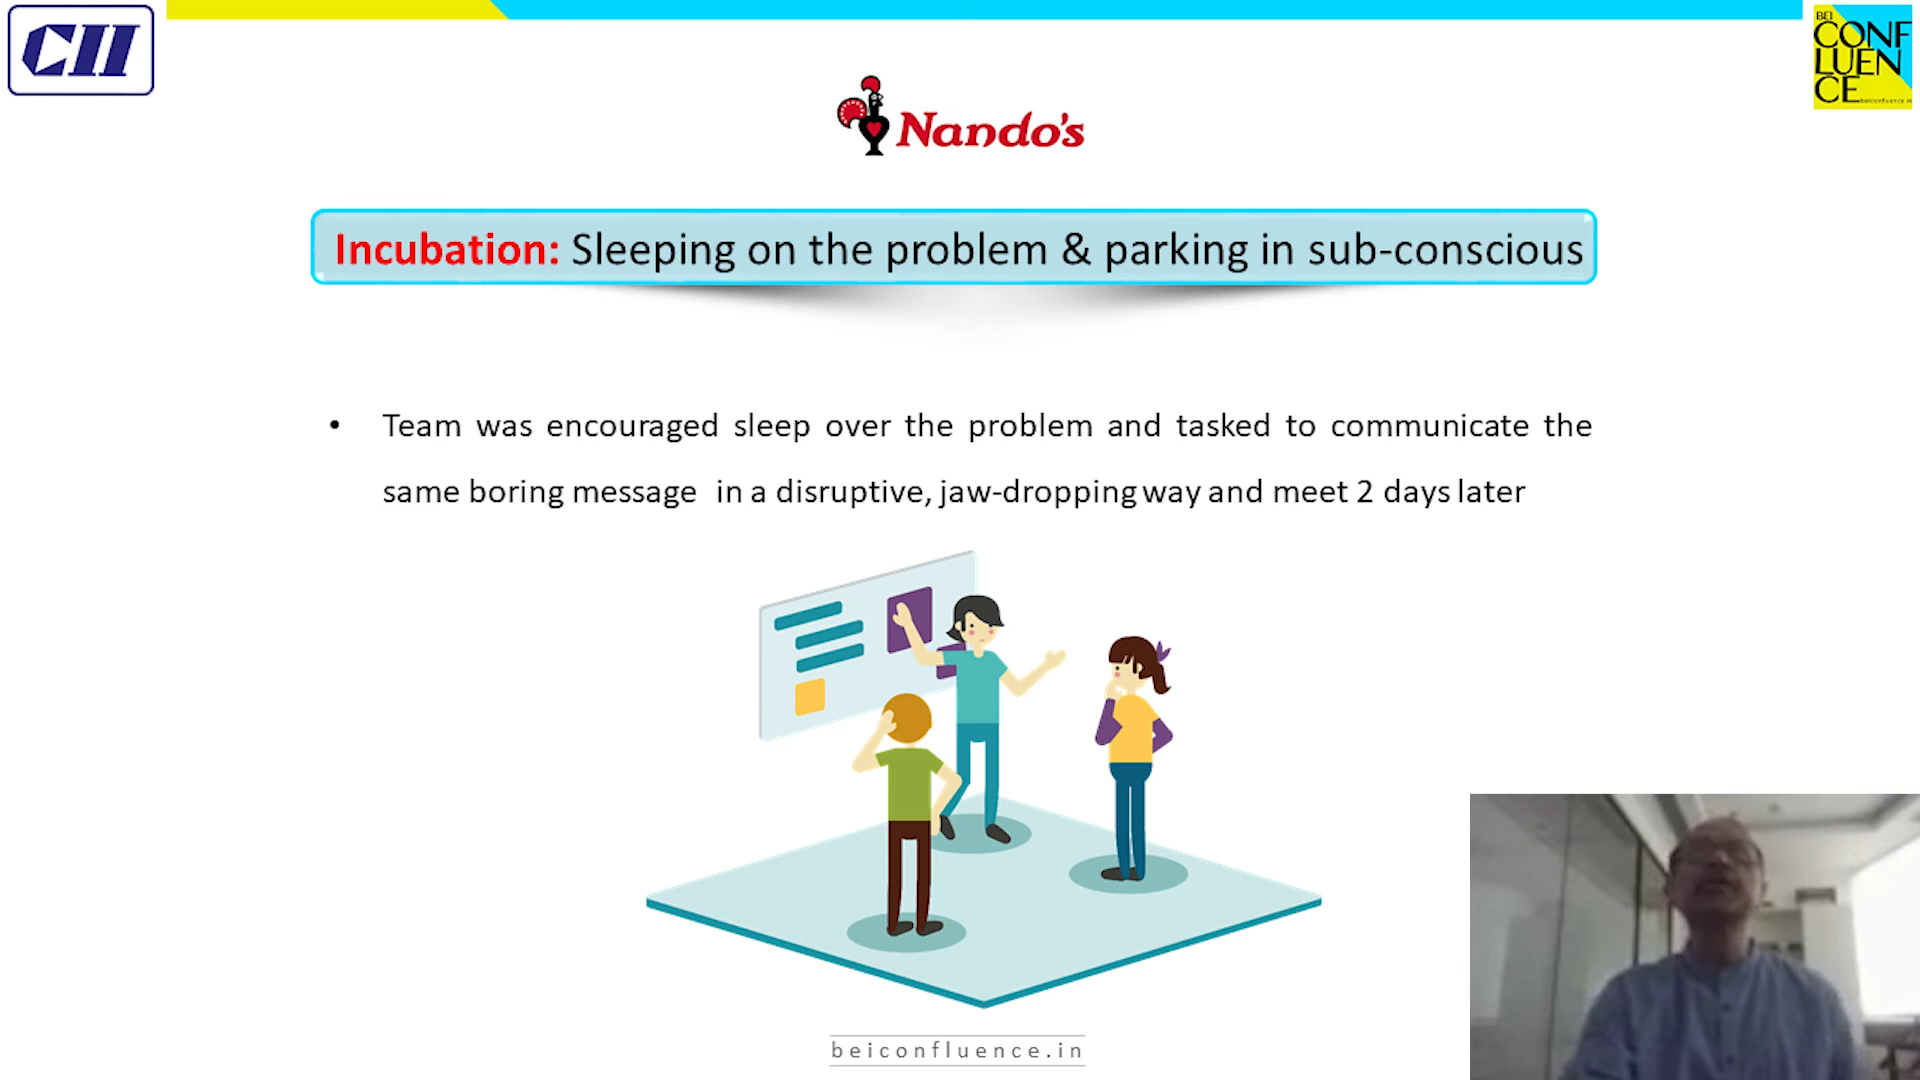 CII
BEI
CONF
LUEN
CE
beiconfluence.in
Nando's
Incubation: Sleeping on the problem & parking in sub-conscious
• Team was encouraged sleep over the problem and tasked to communicate the
same boring message in a disruptive, jaw-dropping way and meet 2 days later
beiconfluence.in